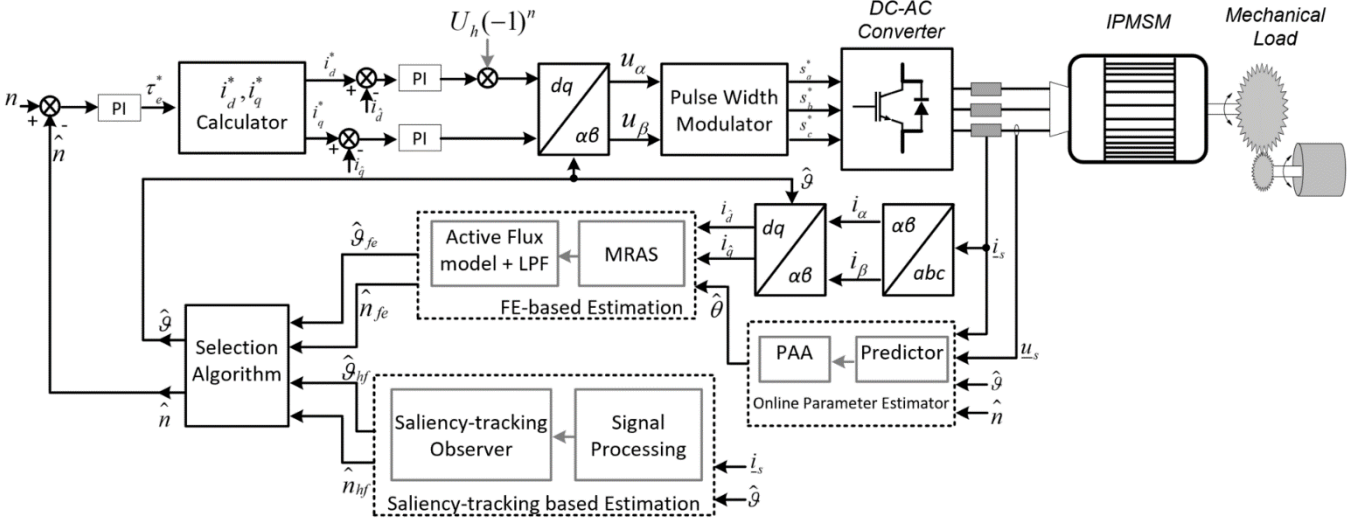 U_h(-1)^n
DC-AC
Converter
IPMSM
Mechanical
Load
n
+
-
n̂
PI
τ_e^*
i_d^*, i_q^*
Calculator
i_d^*
+
-
i_d̂
PI
i_q^*
+
-
i_q̂
PI
dq
αβ
u_α
u_β
Pulse Width
Modulator
s_a^*
s_b^*
s_c^*
ϑ̂
i_d̂
i_q̂
dq
αβ
i_α
i_β
αβ
abc
i_s
ϑ̂_fe
n̂_fe
Active Flux
model + LPF
MRAS
FE-based Estimation
θ̂
PAA
Predictor
Online Parameter Estimator
u_s
ϑ̂
n̂
ϑ̂
n̂
Selection
Algorithm
ϑ̂_hf
n̂_hf
Saliency-tracking
Observer
Signal
Processing
Saliency-tracking based Estimation
i_s
ϑ̂